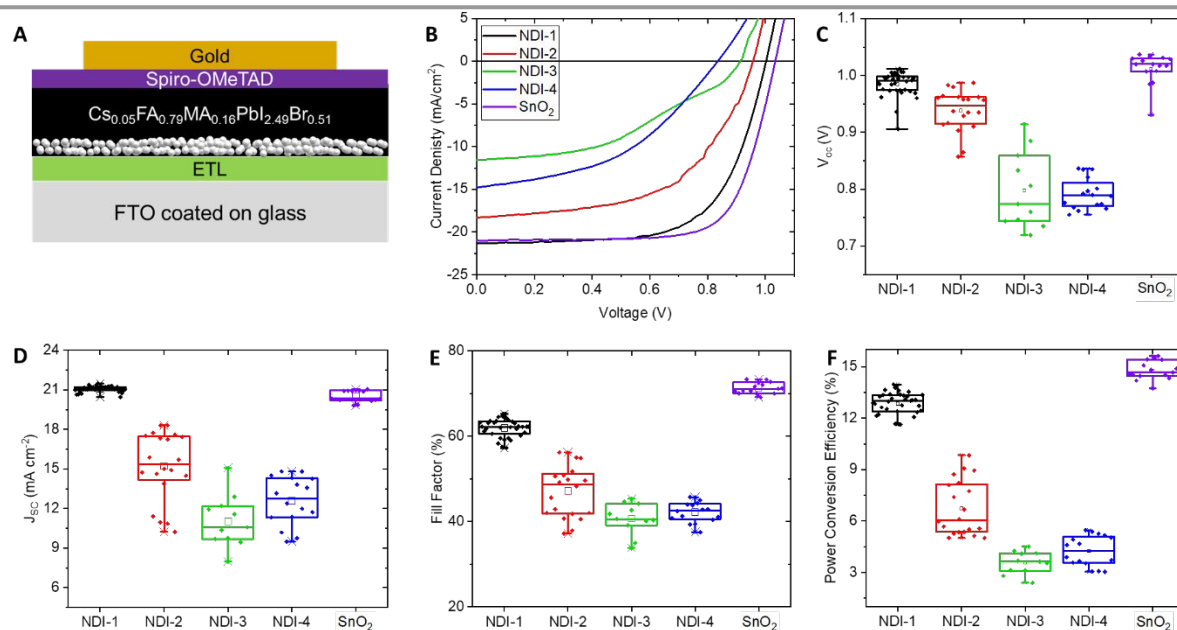 A
Gold
Spiro-OMeTAD
Cs0.05FA0.79MA0.16PbI2.49Br0.51
ETL
FTO coated on glass
B
NDI-1
NDI-2
NDI-3
NDI-4
SnO2
5
0
-5
-10
-15
-20
-25
Current Denisty (mA/cm2)
0.0 0.2 0.4 0.6 0.8 1.0
Voltage (V)
C
1.1
1.0
0.9
0.8
0.7
Voc (V)
NDI-1 NDI-2 NDI-3 NDI-4 SnO2
D
24
21
18
15
12
9
JSC (mA cm-2)
NDI-1 NDI-2 NDI-3 NDI-4 SnO2
E
80
60
40
20
Fill Factor (%)
NDI-1 NDI-2 NDI-3 NDI-4 SnO2
F
15
12
9
6
3
Power Conversion Efficiency (%)
NDI-1 NDI-2 NDI-3 NDI-4 SnO2